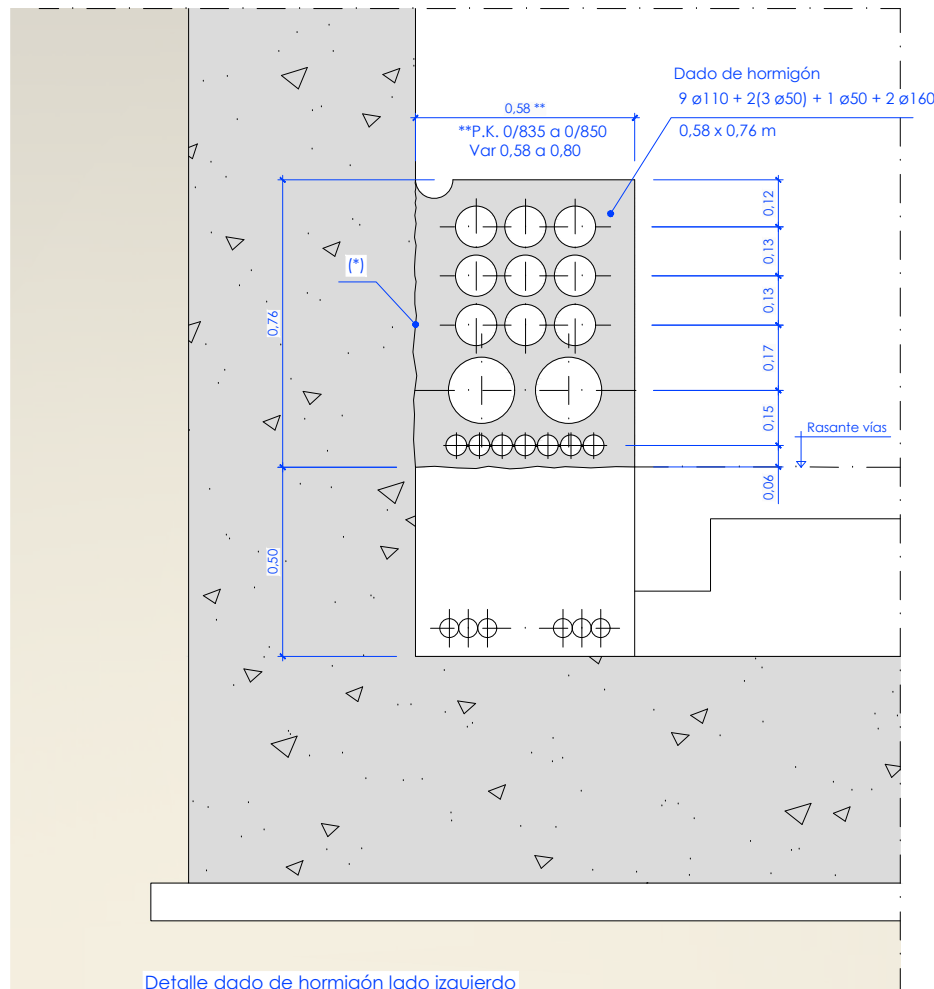 Dado de hormigón
9 ø110 + 2(3 ø50) + 1 ø50 + 2 ø160
0,58 x 0,76 m
0,58 **
**P.K. 0/835 a 0/850
Var 0,58 a 0,80
0,12
0,13
(*)
0,13
0,76
0,17
0,15
Rasante vías
0,06
0,50
Detalle dado de hormigón lado izquierdo